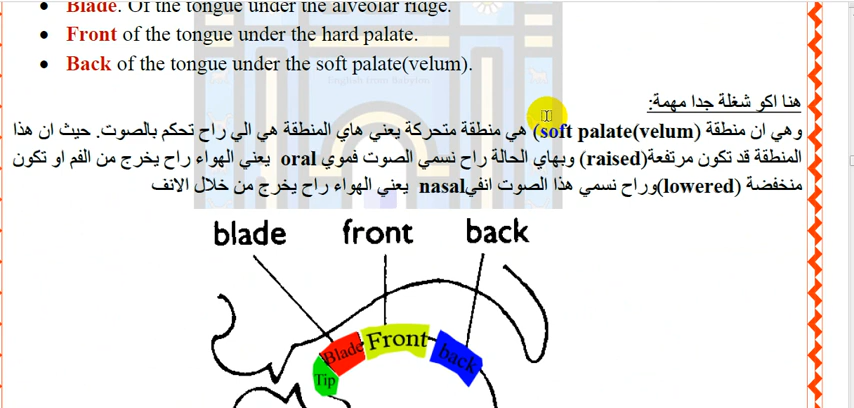 Blade. Of the tongue under the alveolar ridge.
Front of the tongue under the hard palate.
Back of the tongue under the soft palate(velum).
هنا اكو شغلة جدا مهمة:
وهي ان منطقة soft palate(velum)) هي منطقة متحركة يعني هاي المنطقة هي الي راح تحكم بالصوت. حيث ان هذا
المنطقة قد تكون مرتفعة(raised) وبهاي الحالة راح نسمي الصوت فموي oral يعني الهواء راح يخرج من الفم او تكون
منخفضة (lowered)وراح نسمي هذا الصوت انفيnasal يعني الهواء راح يخرج من خلال الانف
blade front back
Blade Front back
Tip